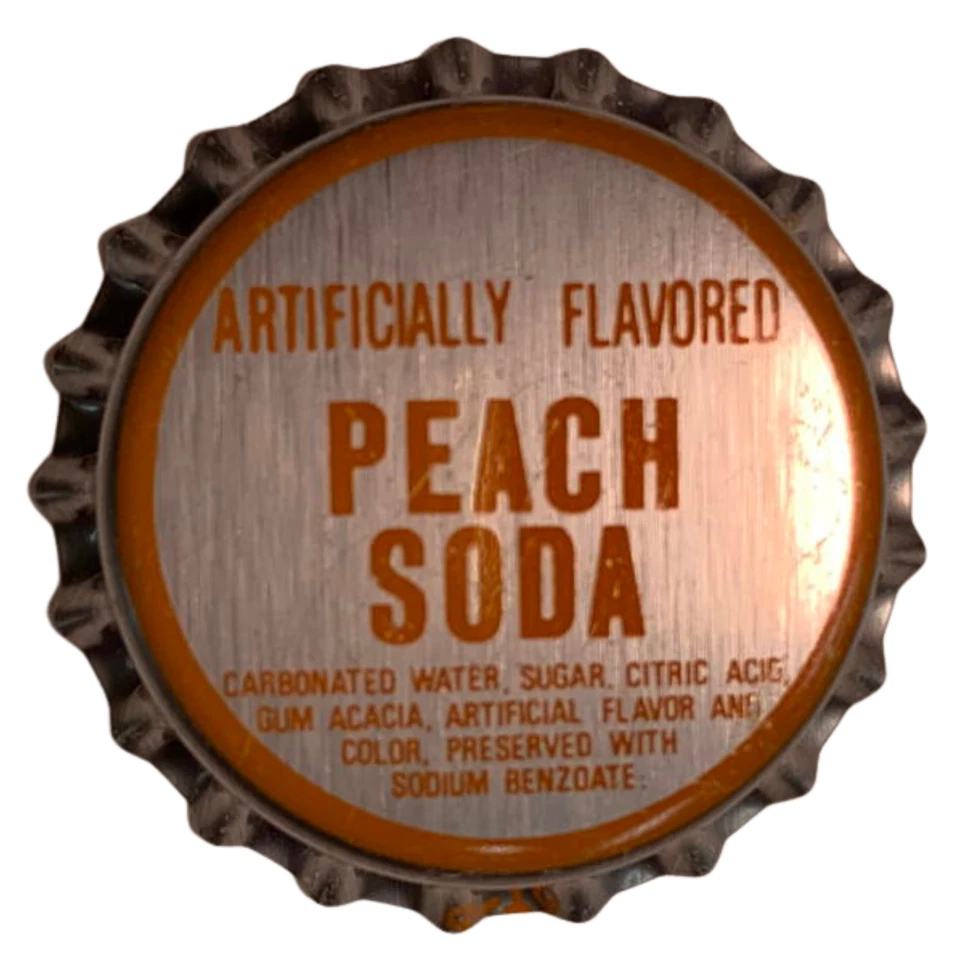 ARTIFICIALLY FLAVORED
PEACH
SODA
CARBONATED WATER, SUGAR, CITRIC ACID,
GUM ACACIA, ARTIFICIAL FLAVOR AND
COLOR, PRESERVED WITH
SODIUM BENZOATE.